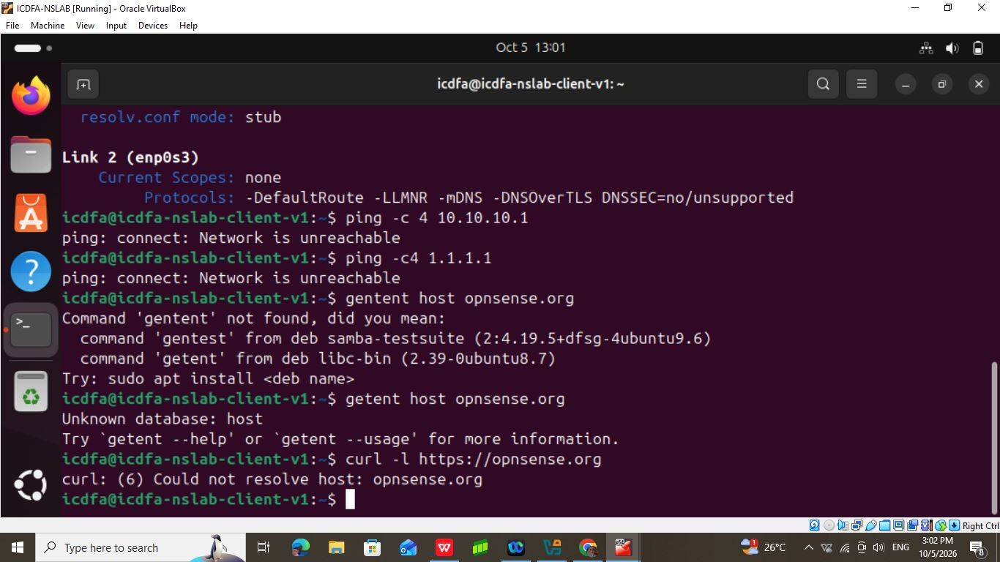 ICDFA-NSLAB [Running] - Oracle VirtualBox
File Machine View Input Devices Help
Oct 5 13:01
icdfa@icdfa-nslab-client-v1: ~
resolv.conf mode: stub
Link 2 (enp0s3)
Current Scopes: none
Protocols: -DefaultRoute -LLMNR -mDNS -DNSOverTLS DNSSEC=no/unsupported
icdfa@icdfa-nslab-client-v1:~$ ping -c 4 10.10.10.1
ping: connect: Network is unreachable
icdfa@icdfa-nslab-client-v1:~$ ping -c4 1.1.1.1
ping: connect: Network is unreachable
icdfa@icdfa-nslab-client-v1:~$ gentent host opnsense.org
Command 'gentent' not found, did you mean:
command 'gentest' from deb samba-testsuite (2:4.19.5+dfsg-4ubuntu9.6)
command 'getent' from deb libc-bin (2.39-0ubuntu8.7)
Try: sudo apt install <deb name>
icdfa@icdfa-nslab-client-v1:~$ getent host opnsense.org
Unknown database: host
Try `getent --help' or `getent --usage' for more information.
icdfa@icdfa-nslab-client-v1:~$ curl -l https://opnsense.org
curl: (6) Could not resolve host: opnsense.org
icdfa@icdfa-nslab-client-v1:~$
Right Ctrl
Type here to search
26°C
ENG
3:02 PM
10/5/2026
8